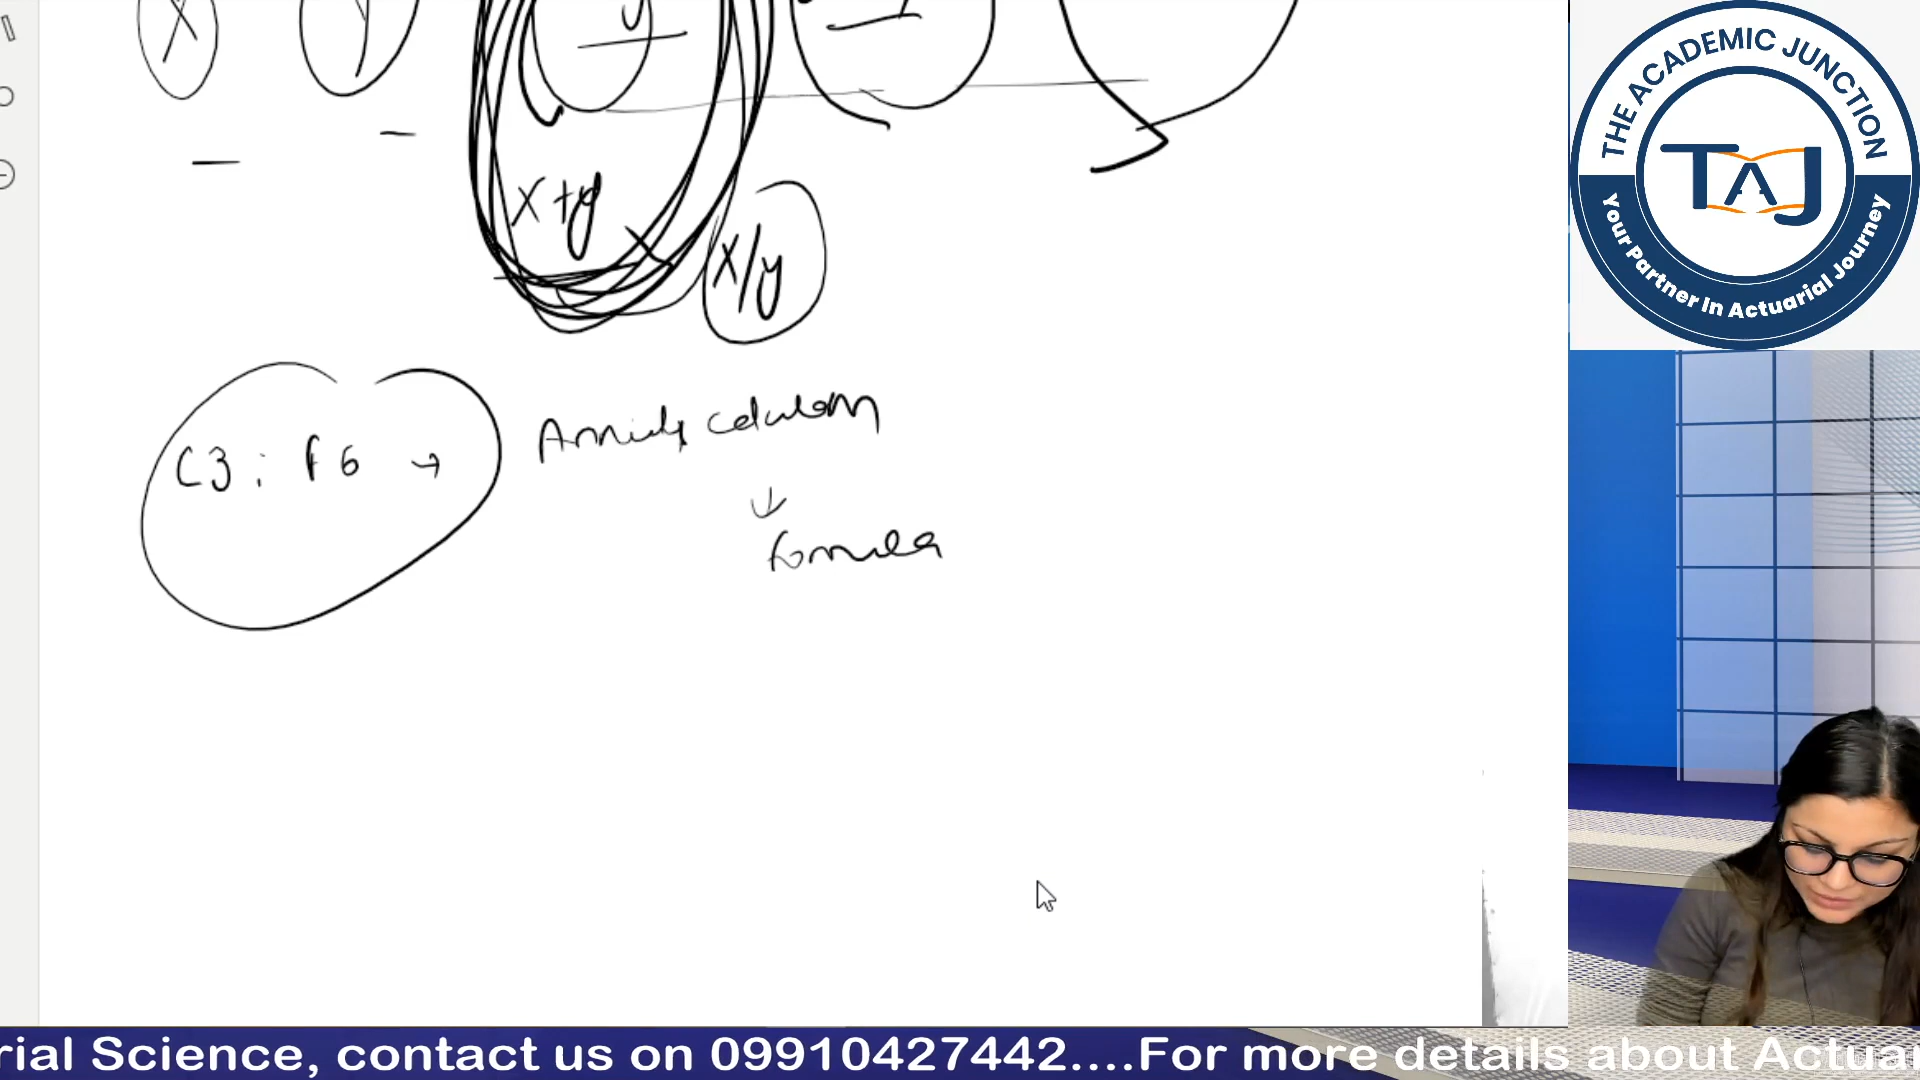 X y y
X + y
X/y
C3 : F6 → Annuity calculation
↓
formula
THE ACADEMIC JUNCTION
TAJ
Your Partner In Actuarial Journey
rial Science, contact us on 09910427442....For more details about Actuar